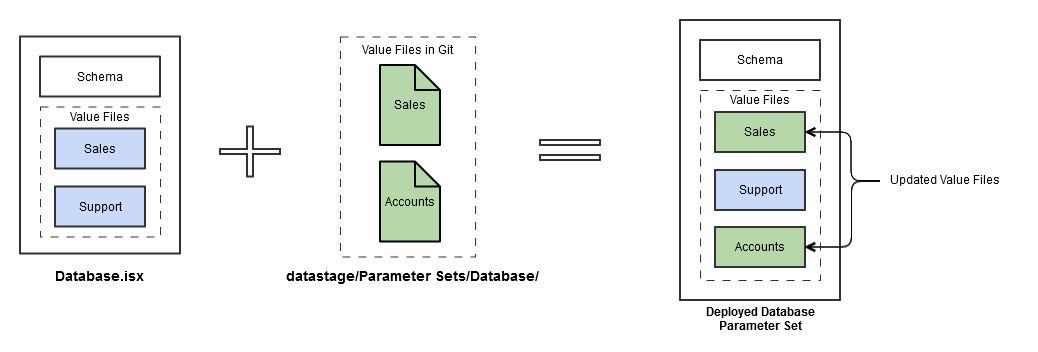 Schema
Value Files
Sales
Support
Database.isx
Value Files in Git
Sales
Accounts
datastage/Parameter Sets/Database/
Schema
Value Files
Sales
Support
Accounts
Updated Value Files
Deployed Database
Parameter Set